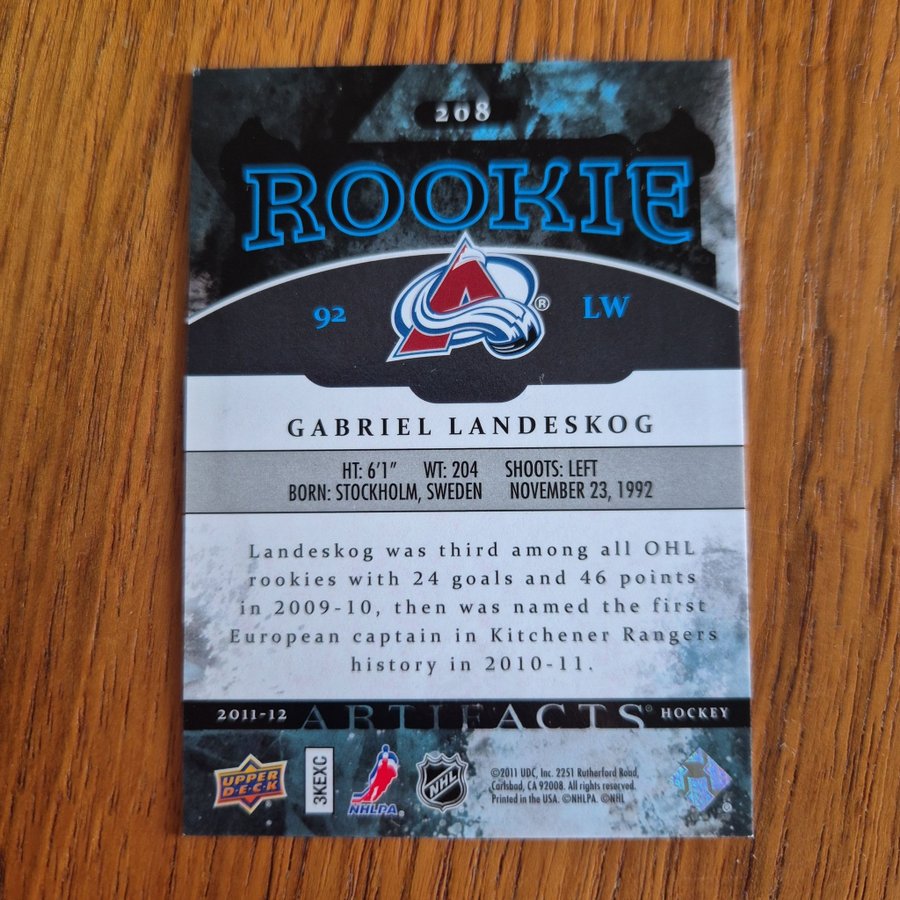 208
ROOKIE
92 ® LW
GABRIEL LANDESKOG
HT: 6'1" WT: 204 SHOOTS: LEFT
BORN: STOCKHOLM, SWEDEN NOVEMBER 23, 1992
Landeskog was third among all OHL
rookies with 24 goals and 46 points
in 2009-10, then was named the first
European captain in Kitchener Rangers
history in 2010-11.
2011-12 ARTIFACTS® HOCKEY
UPPER
DECK
3KEXC
NHLPA
NHL
©2011 UDC, Inc. 2251 Rutherford Road,
Carlsbad, CA 92008. All rights reserved.
Printed in the USA. ©NHLPA. ©NHL